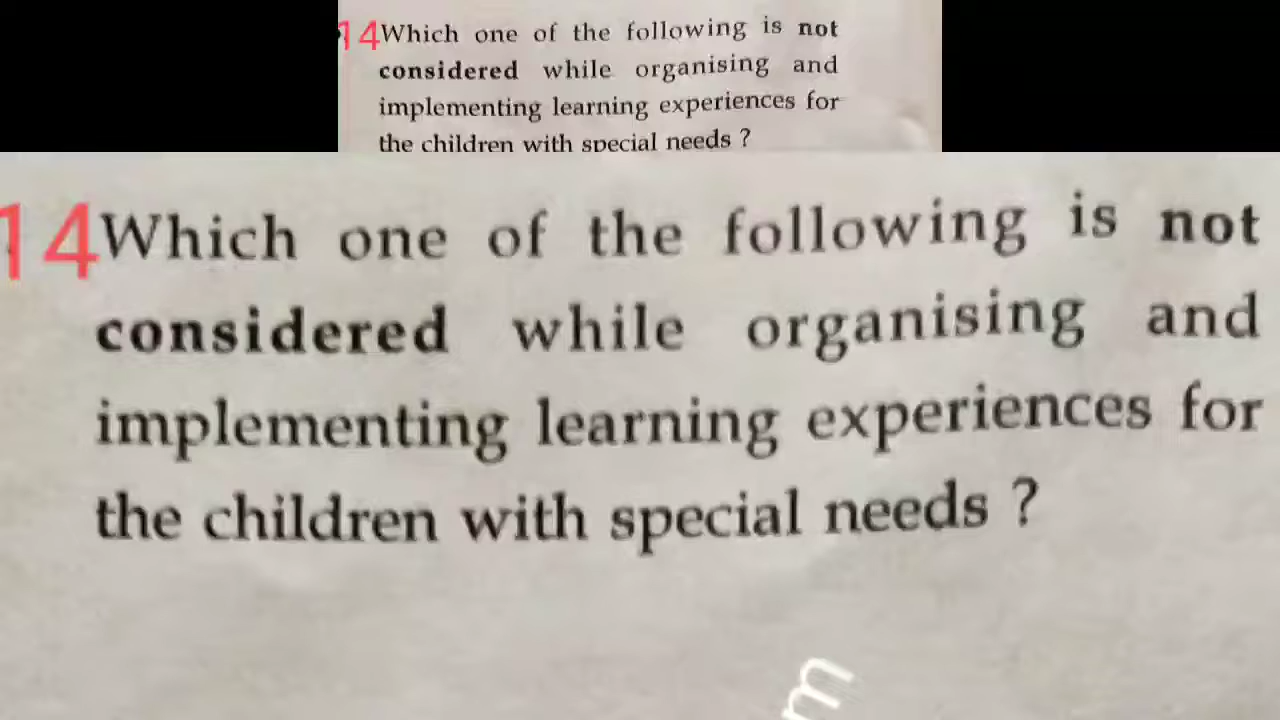 14Which one of the following is not
considered while organising and
implementing learning experiences for
the children with special needs ?
14Which one of the following is not
considered while organising and
implementing learning experiences for
the children with special needs ?
m